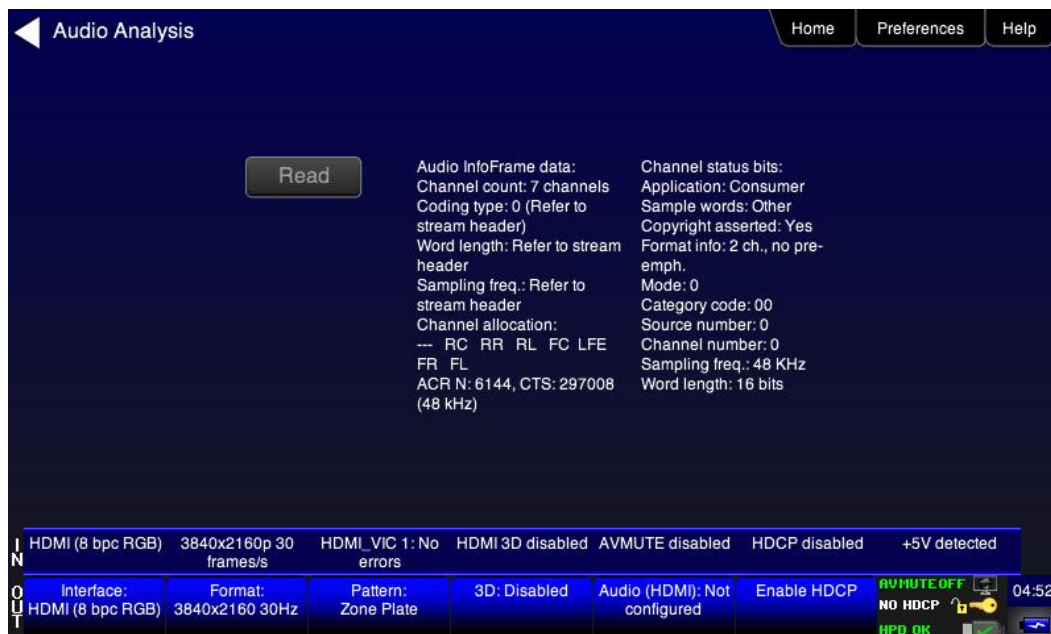 Audio Analysis
Home
Preferences
Help
Read
Audio InfoFrame data:
Channel count: 7 channels
Coding type: 0 (Refer to
stream header)
Word length: Refer to stream
header
Sampling freq.: Refer to
stream header
Channel allocation:
--- RC RR RL FC LFE
FR FL
ACR N: 6144, CTS: 297008
(48 kHz)
Channel status bits:
Application: Consumer
Sample words: Other
Copyright asserted: Yes
Format info: 2 ch., no pre-
emph.
Mode: 0
Category code: 00
Source number: 0
Channel number: 0
Sampling freq.: 48 KHz
Word length: 16 bits
IN
HDMI (8 bpc RGB)
3840x2160p 30
frames/s
HDMI_VIC 1: No
errors
HDMI 3D disabled
AVMUTE disabled
HDCP disabled
+5V detected
OUT
Interface:
HDMI (8 bpc RGB)
Format:
3840x2160 30Hz
Pattern:
Zone Plate
3D: Disabled
Audio (HDMI): Not
configured
Enable HDCP
AVMUTE OFF
NO HDCP
HPD OK
04:52